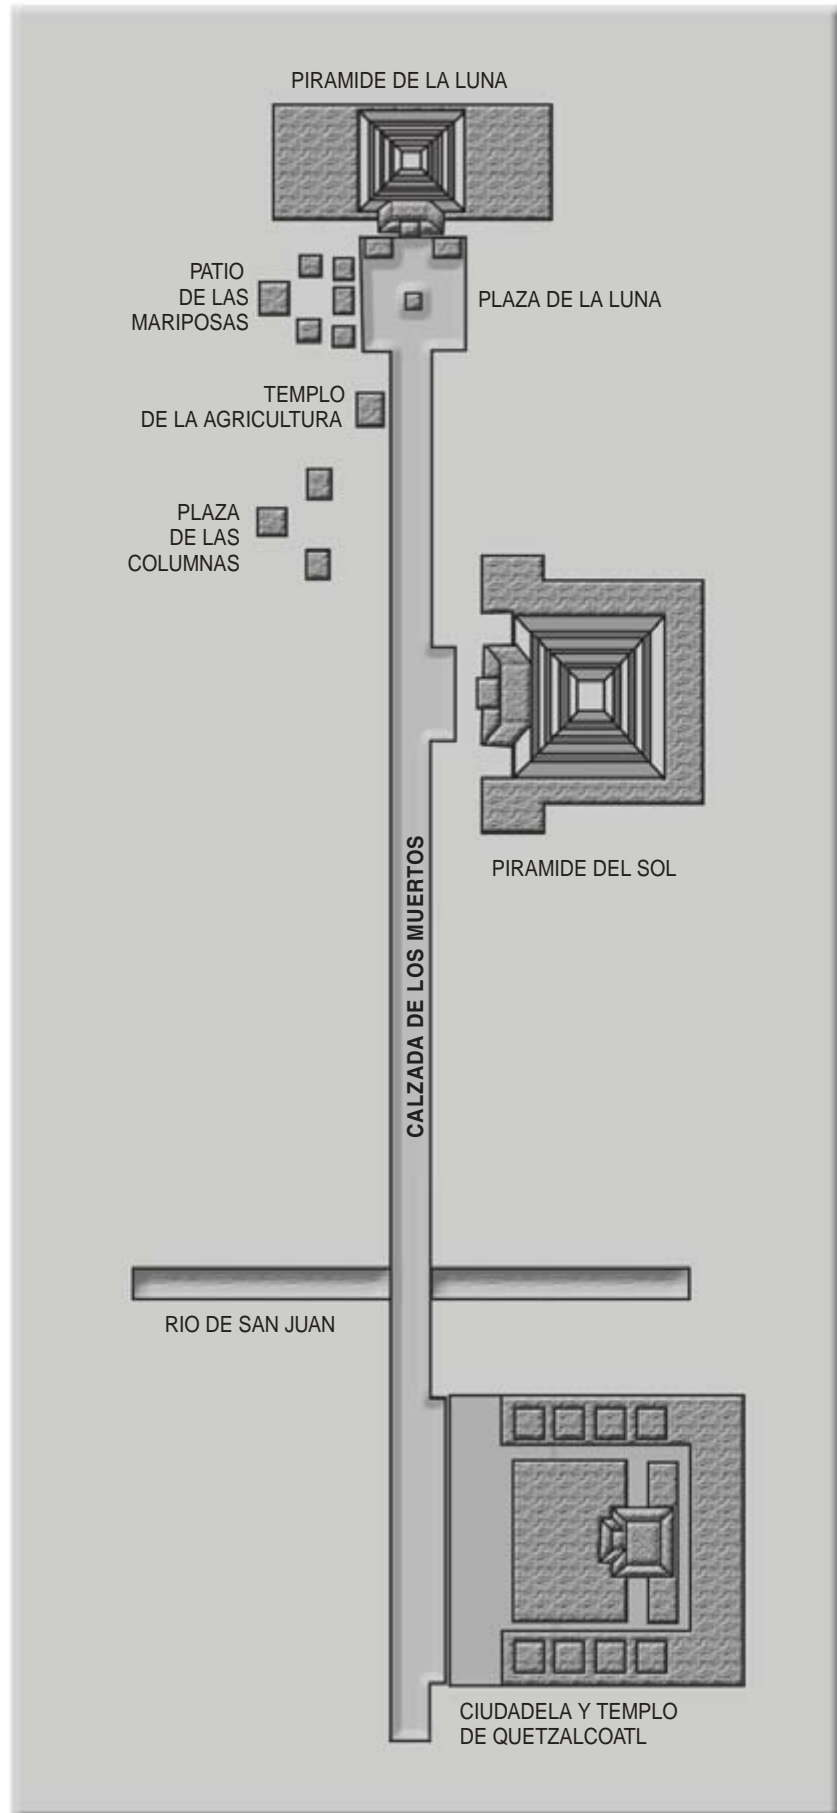 PIRAMIDE DE LA LUNA
PATIO
DE LAS
MARIPOSAS
PLAZA DE LA LUNA
TEMPLO
DE LA AGRICULTURA
PLAZA
DE LAS
COLUMNAS
PIRAMIDE DEL SOL
CALZADA DE LOS MUERTOS
RIO DE SAN JUAN
CIUDADELA Y TEMPLO
DE QUETZALCOATL